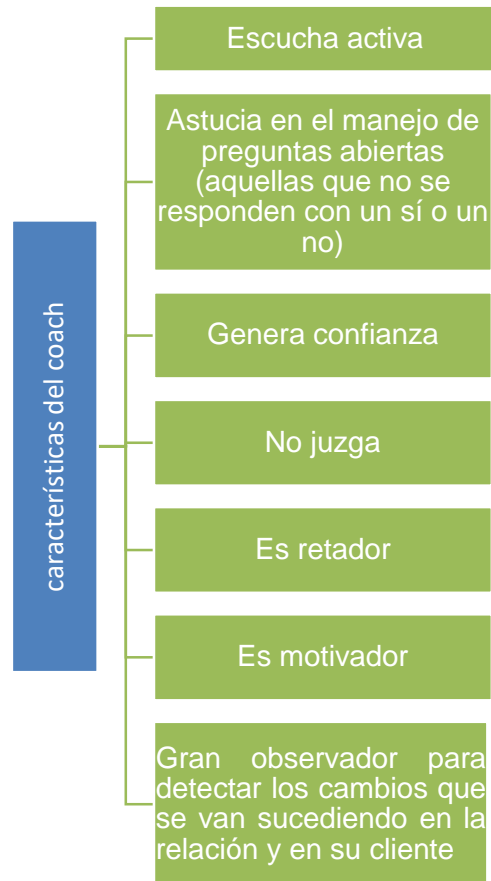 características del coach
Escucha activa
Astucia en el manejo de
preguntas abiertas
(aquellas que no se
responden con un sí o un
no)
Genera confianza
No juzga
Es retador
Es motivador
Gran observador para
detectar los cambios que
se van sucediendo en la
relación y en su cliente